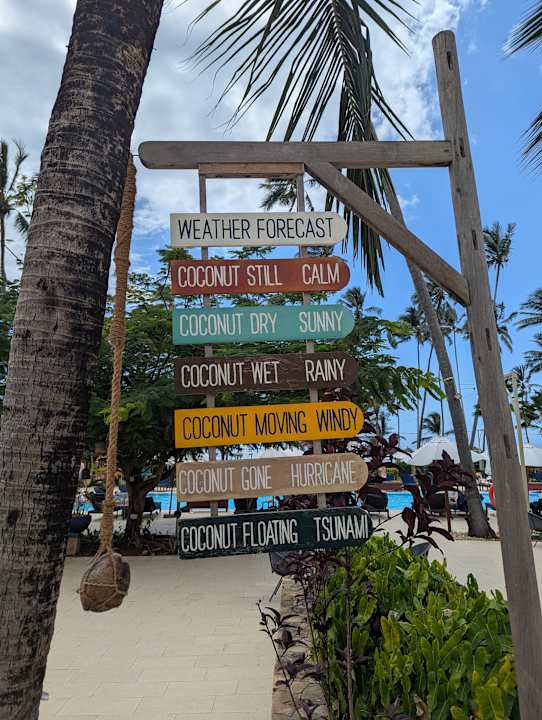 WEATHER FORECAST
COCONUT STILL CALM
COCONUT DRY SUNNY
COCONUT WET RAINY
COCONUT MOVING WINDY
COCONUT GONE HURRICANE
COCONUT FLOATING TSUNAMI